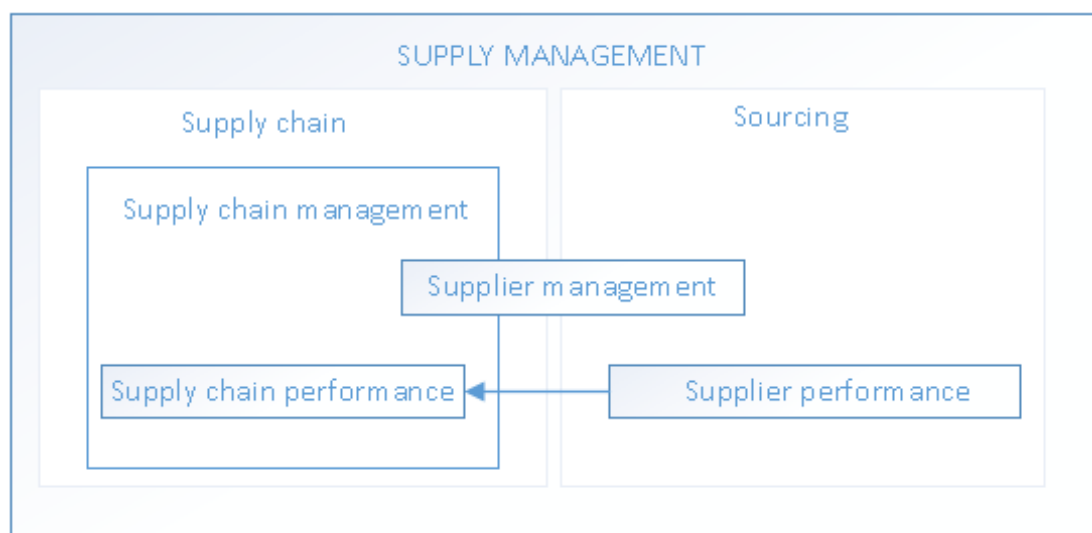 SUPPLY MANAGEMENT
Supply chain
Sourcing
Supply chain management
Supplier management
Supply chain performance
Supplier performance